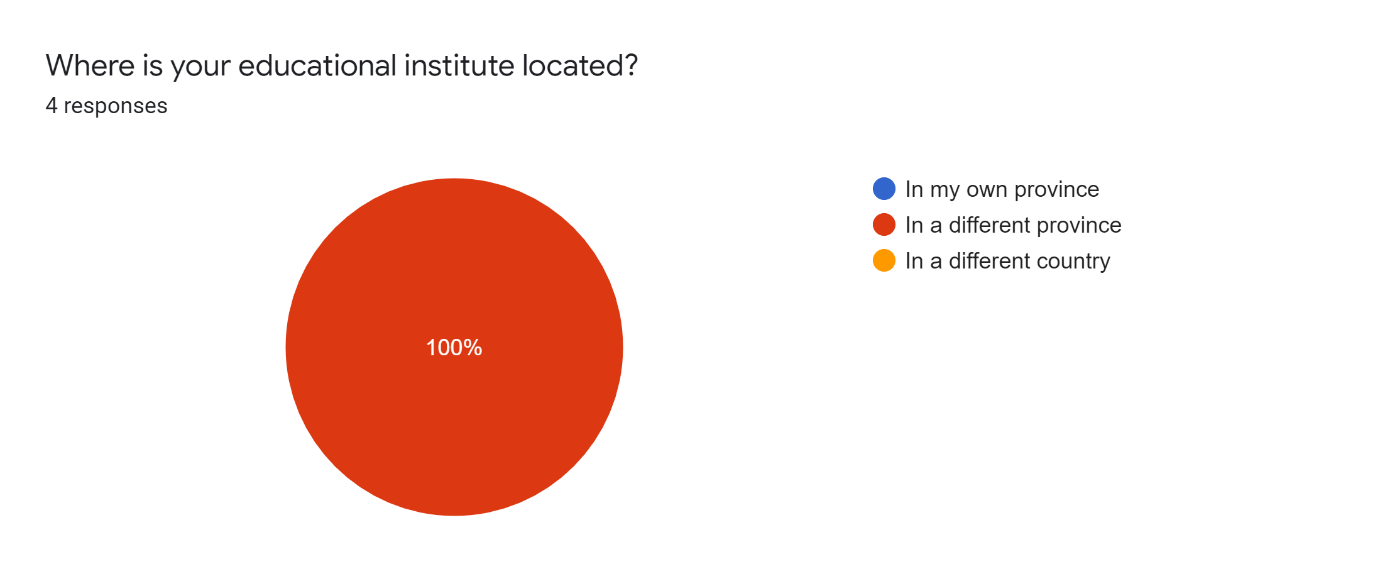 Where is your educational institute located?
4 responses
100%
In my own province
In a different province
In a different country